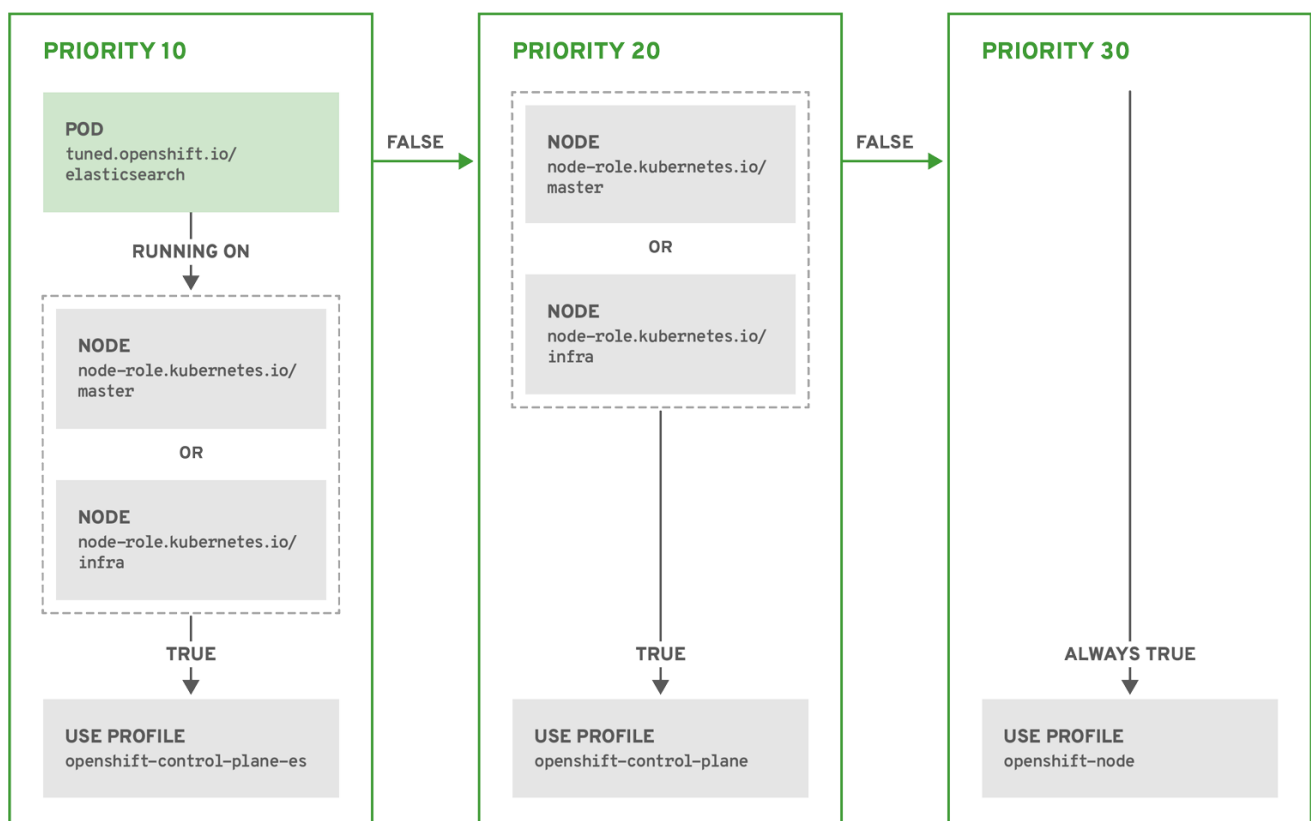 PRIORITY 10
POD
tuned.openshift.io/
elasticsearch
RUNNING ON
NODE
node-role.kubernetes.io/
master
OR
NODE
node-role.kubernetes.io/
infra
TRUE
USE PROFILE
openshift-control-plane-es
FALSE
PRIORITY 20
NODE
node-role.kubernetes.io/
master
OR
NODE
node-role.kubernetes.io/
infra
TRUE
USE PROFILE
openshift-control-plane
FALSE
PRIORITY 30
ALWAYS TRUE
USE PROFILE
openshift-node